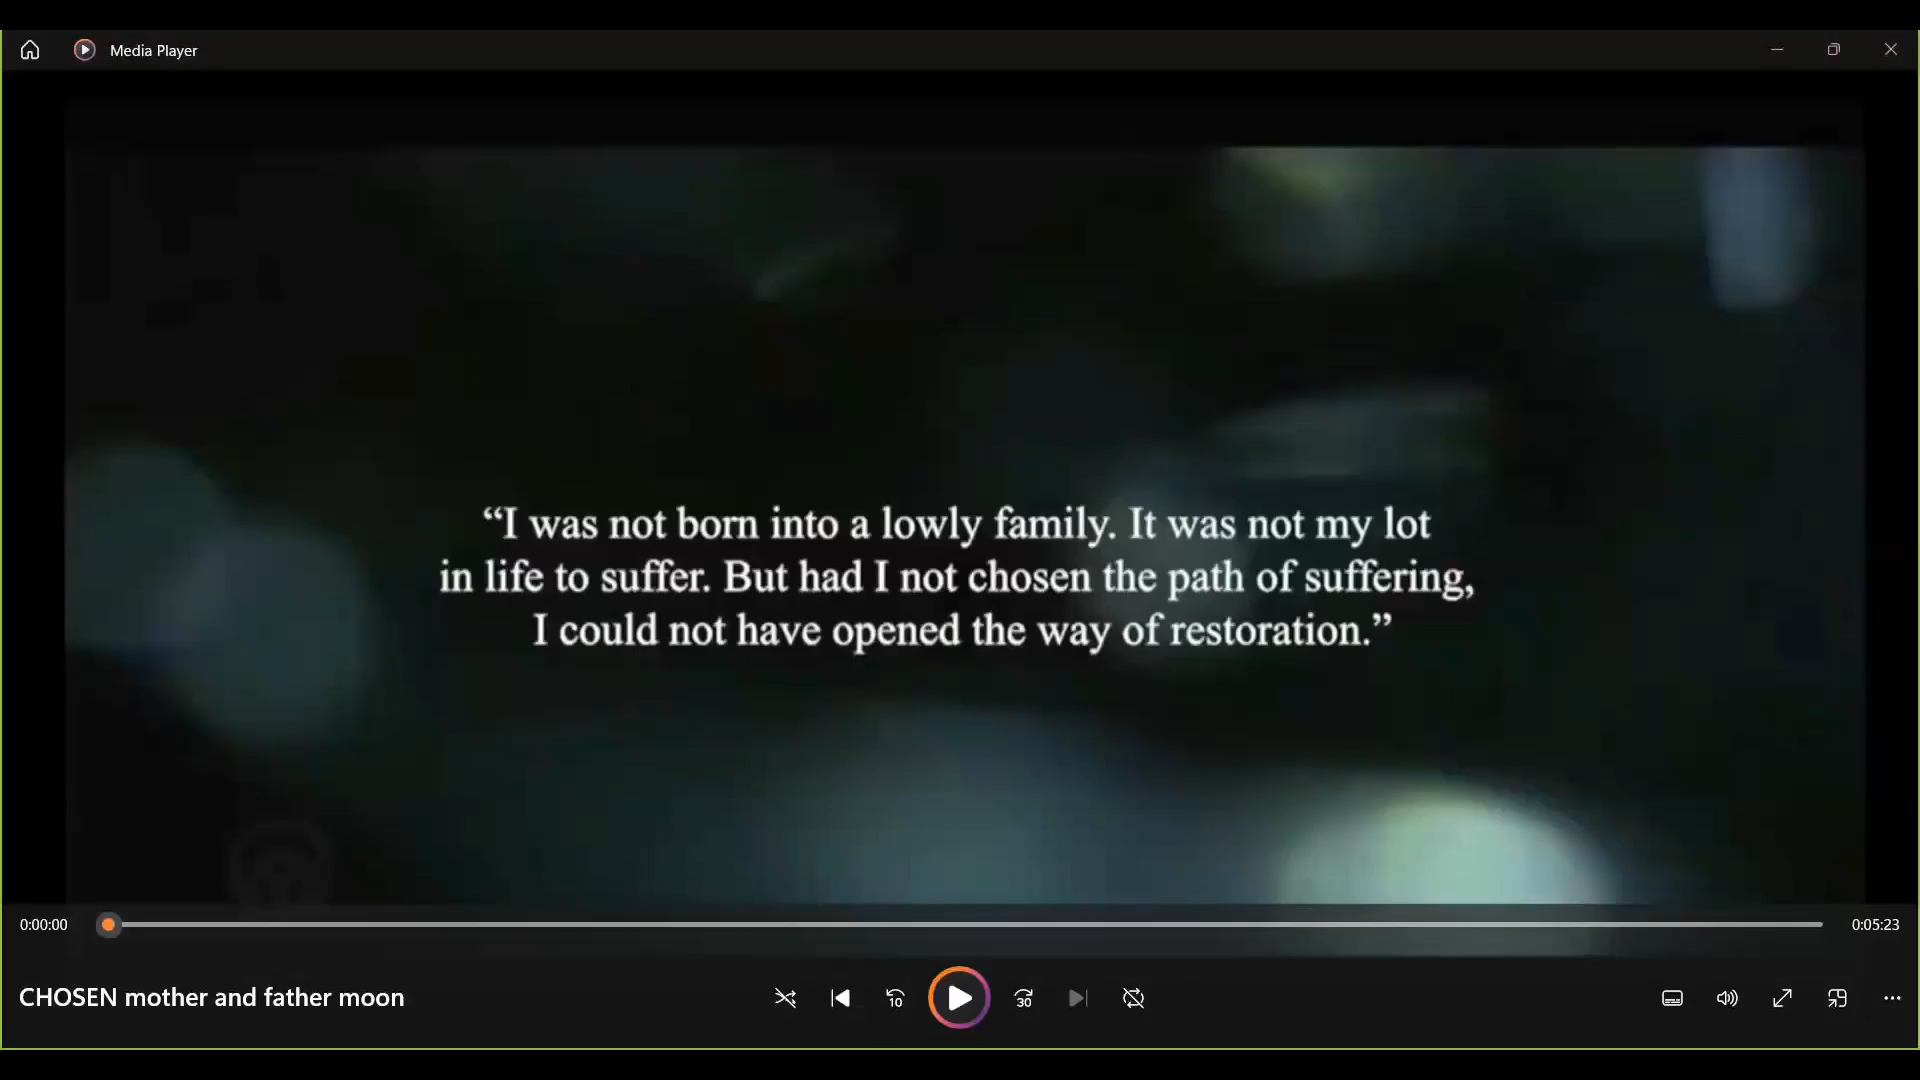 Media Player
“I was not born into a lowly family. It was not my lot
in life to suffer. But had I not chosen the path of suffering,
I could not have opened the way of restoration.”
0:00:00
0:05:23
CHOSEN mother and father moon
10
30